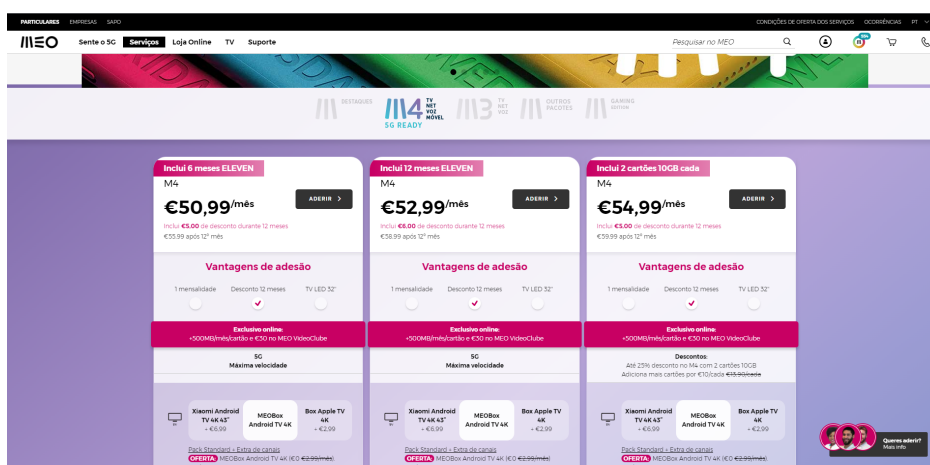 PARTICULARES EMPRESAS SAPO CONDIÇÕES DE OFERTA DOS SERVIÇOS OCORRÊNCIAS PT
MEO Sente o 5G Serviços Loja Online TV Suporte Pesquisar no MEO
DESTAQUES M4 TV NET VOZ MÓVEL 5G READY M3 TV NET VOZ OUTROS PACOTES GAMING EDITION
Inclui 6 meses ELEVEN
M4
€50,99/mês
ADERIR >
Inclui €5.00 de desconto durante 12 meses
€55.99 após 12º mês
Vantagens de adesão
1 mensalidade Desconto 12 meses TV LED 32"
Exclusivo online:
+500MB/mês/cartão e €30 no MEO VideoClube
5G
Máxima velocidade
Xiaomi Android TV 4K 43" + €6.99
MEOBox Android TV 4K
Box Apple TV 4K + €2.99
Pack Standard + Extra de canais
OFERTA: MEOBox Android TV 4K (€0 €2.99/mês)
Inclui 12 meses ELEVEN
M4
€52,99/mês
ADERIR >
Inclui €6.00 de desconto durante 12 meses
€58.99 após 12º mês
Vantagens de adesão
1 mensalidade Desconto 12 meses TV LED 32"
Exclusivo online:
+500MB/mês/cartão e €30 no MEO VideoClube
5G
Máxima velocidade
Xiaomi Android TV 4K 43" + €6.99
MEOBox Android TV 4K
Box Apple TV 4K + €2.99
Pack Standard + Extra de canais
OFERTA: MEOBox Android TV 4K (€0 €2.99/mês)
Inclui 2 cartões 10GB cada
M4
€54,99/mês
ADERIR >
Inclui €5.00 de desconto durante 12 meses
€59.99 após 12º mês
Vantagens de adesão
1 mensalidade Desconto 12 meses TV LED 32"
Exclusivo online:
+500MB/mês/cartão e €30 no MEO VideoClube
Descontos:
Até 23% desconto no M4 com 2 cartões 10GB
Adiciona mais cartões por €10/cada €15.90/cada
Xiaomi Android TV 4K 43" + €6.99
MEOBox Android TV 4K
Box Apple TV 4K + €2.99
Pack Standard + Extra de canais
OFERTA: MEOBox Android TV 4K (€0 €2.99/mês)
Queres aderir?
Mais info